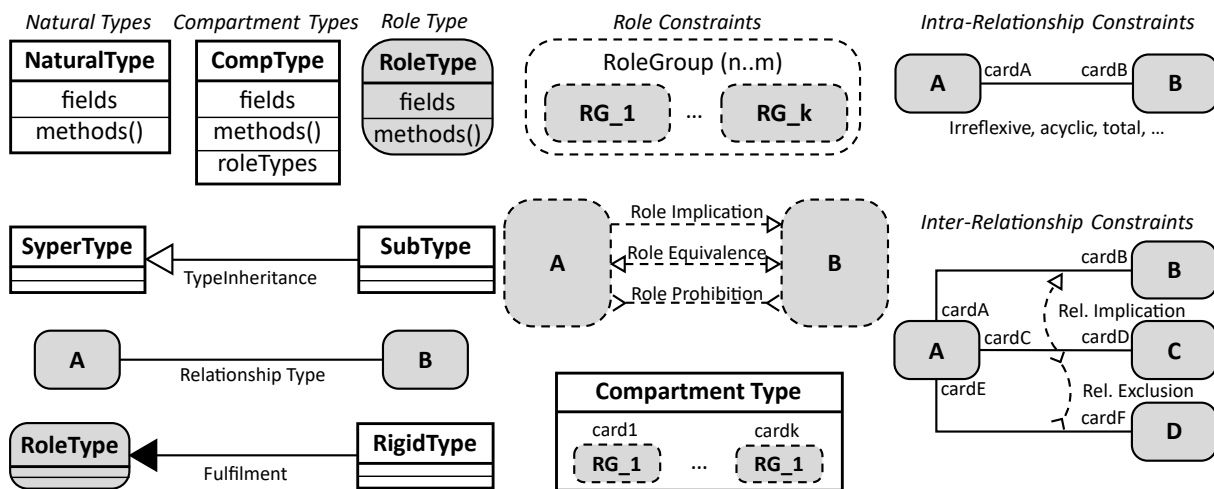 Natural Types
Compartment Types
Role Type
Role Constraints
Intra-Relationship Constraints
NaturalType
fields
methods()
CompType
fields
methods()
roleTypes
RoleType
fields
methods()
RoleGroup (n..m)
RG_1
...
RG_k
A
cardA
cardB
B
Irreflexive, acyclic, total, ...
SyperType
TypeInheritance
SubType
A
Role Implication
Role Equivalence
Role Prohibition
B
Inter-Relationship Constraints
cardB
B
cardA
Rel. Implication
A
cardC
cardD
C
cardE
Rel. Exclusion
cardF
D
A
Relationship Type
B
Compartment Type
card1
cardk
RG_1
...
RG_1
RoleType
Fulfilment
RigidType